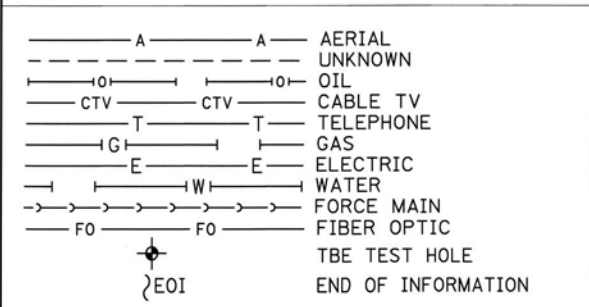 A A AERIAL
UNKNOWN
O O OIL
CTV CTV CABLE TV
T T TELEPHONE
G GAS
E E ELECTRIC
W WATER
FORCE MAIN
FO FO FIBER OPTIC
TBE TEST HOLE
EOI END OF INFORMATION